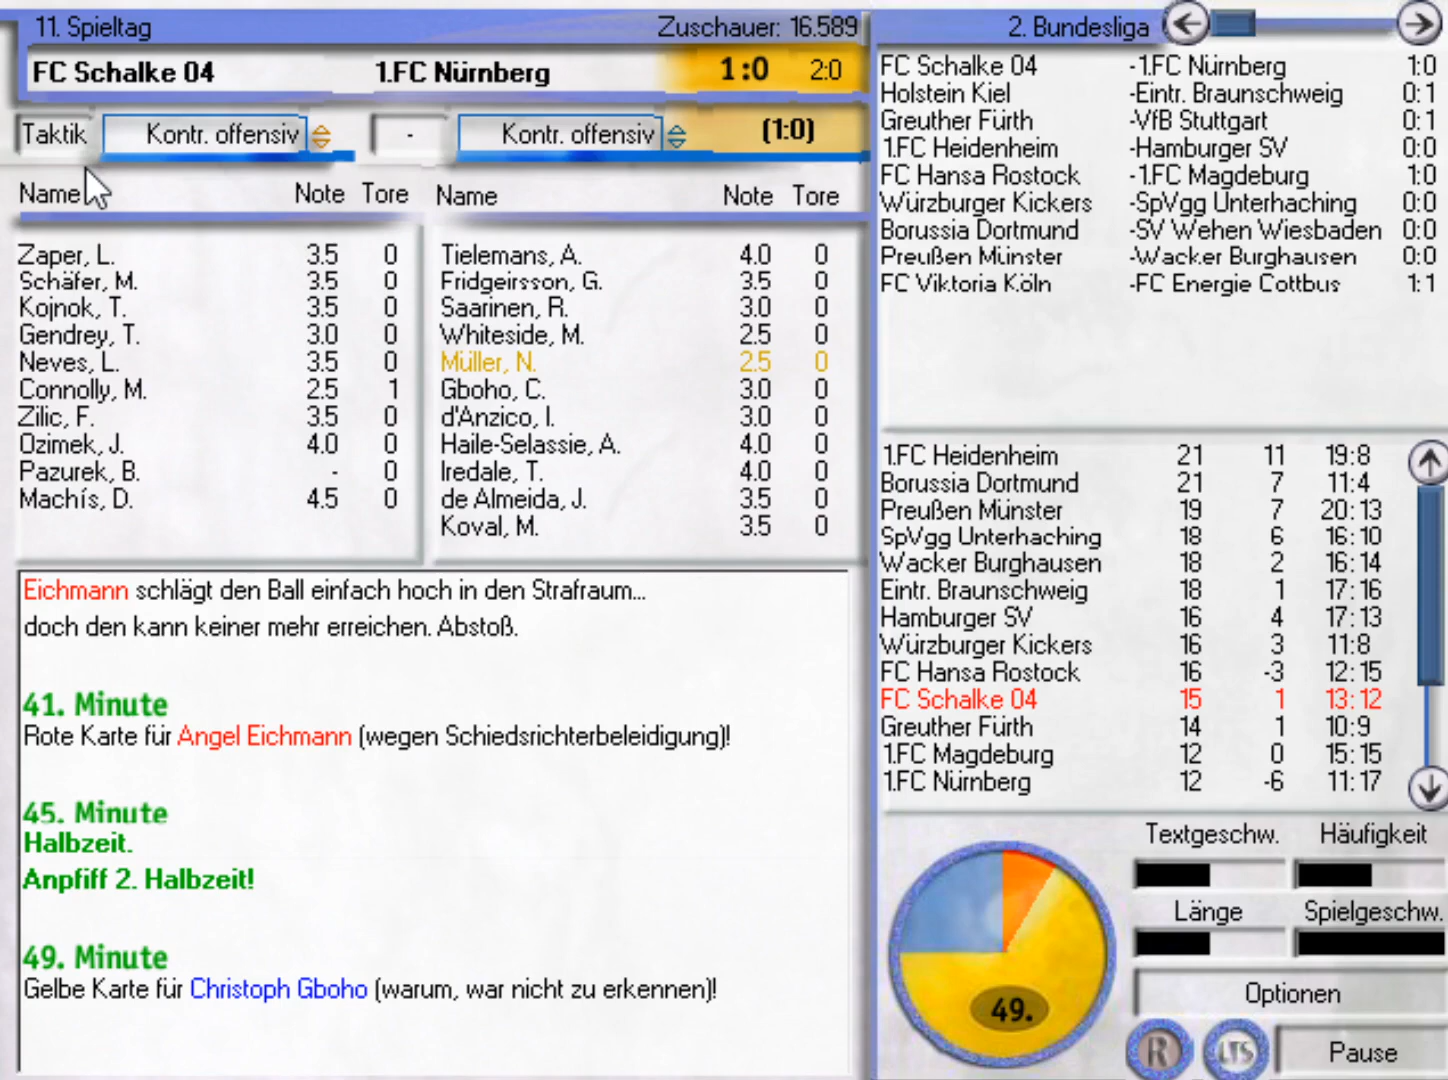 11. Spieltag Zuschauer: 16.589
FC Schalke 04 1.FC Nürnberg 1:0 2:0
Taktik Kontr. offensiv - Kontr. offensiv (1:0)
Name Note Tore Name Note Tore
Zaper, L. 3.5 0 Tielemans, A. 4.0 0
Schäfer, M. 3.5 0 Fridgeirsson, G. 3.5 0
Kojnok, T. 3.5 0 Saarinen, R. 3.0 0
Gendrey, T. 3.0 0 Whiteside, M. 2.5 0
Neves, L. 3.5 0 Müller, N. 2.5 0
Connolly, M. 2.5 1 Gboho, C. 3.0 0
Zilic, F. 3.5 0 d'Anzico, I. 3.0 0
Ozimek, J. 4.0 0 Haile-Selassie, A. 4.0 0
Pazurek, B. - 0 Iredale, T. 4.0 0
Machís, D. 4.5 0 de Almeida, J. 3.5 0
Koval, M. 3.5 0
Eichmann schlägt den Ball einfach hoch in den Strafraum...
doch den kann keiner mehr erreichen. Abstoß.
41. Minute
Rote Karte für Angel Eichmann (wegen Schiedsrichterbeleidigung)!
45. Minute
Halbzeit.
Anpfiff 2. Halbzeit!
49. Minute
Gelbe Karte für Christoph Gboho (warum, war nicht zu erkennen)!
2. Bundesliga
FC Schalke 04 -1.FC Nürnberg 1:0
Holstein Kiel -Eintr. Braunschweig 0:1
Greuther Fürth -VfB Stuttgart 0:1
1.FC Heidenheim -Hamburger SV 0:0
FC Hansa Rostock -1.FC Magdeburg 1:0
Würzburger Kickers -SpVgg Unterhaching 0:0
Borussia Dortmund -SV Wehen Wiesbaden 0:0
Preußen Münster -Wacker Burghausen 0:0
FC Viktoria Köln -FC Energie Cottbus 1:1
1.FC Heidenheim 21 11 19:8
Borussia Dortmund 21 7 11:4
Preußen Münster 19 7 20:13
SpVgg Unterhaching 18 6 16:10
Wacker Burghausen 18 2 16:14
Eintr. Braunschweig 18 1 17:16
Hamburger SV 16 4 17:13
Würzburger Kickers 16 3 11:8
FC Hansa Rostock 16 -3 12:15
FC Schalke 04 15 1 13:12
Greuther Fürth 14 1 10:9
1.FC Magdeburg 12 0 15:15
1.FC Nürnberg 12 -6 11:17
Textgeschw. Häufigkeit
Länge Spielgeschw.
49.
Optionen
R LTS Pause